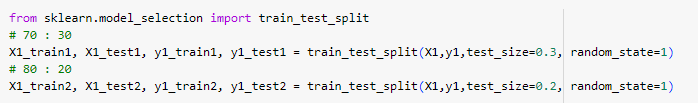 from sklearn.model_selection import train_test_split
# 70 : 30
X1_train1, X1_test1, y1_train1, y1_test1 = train_test_split(X1,y1,test_size=0.3, random_state=1)
# 80 : 20
X1_train2, X1_test2, y1_train2, y1_test2 = train_test_split(X1,y1,test_size=0.2, random_state=1)